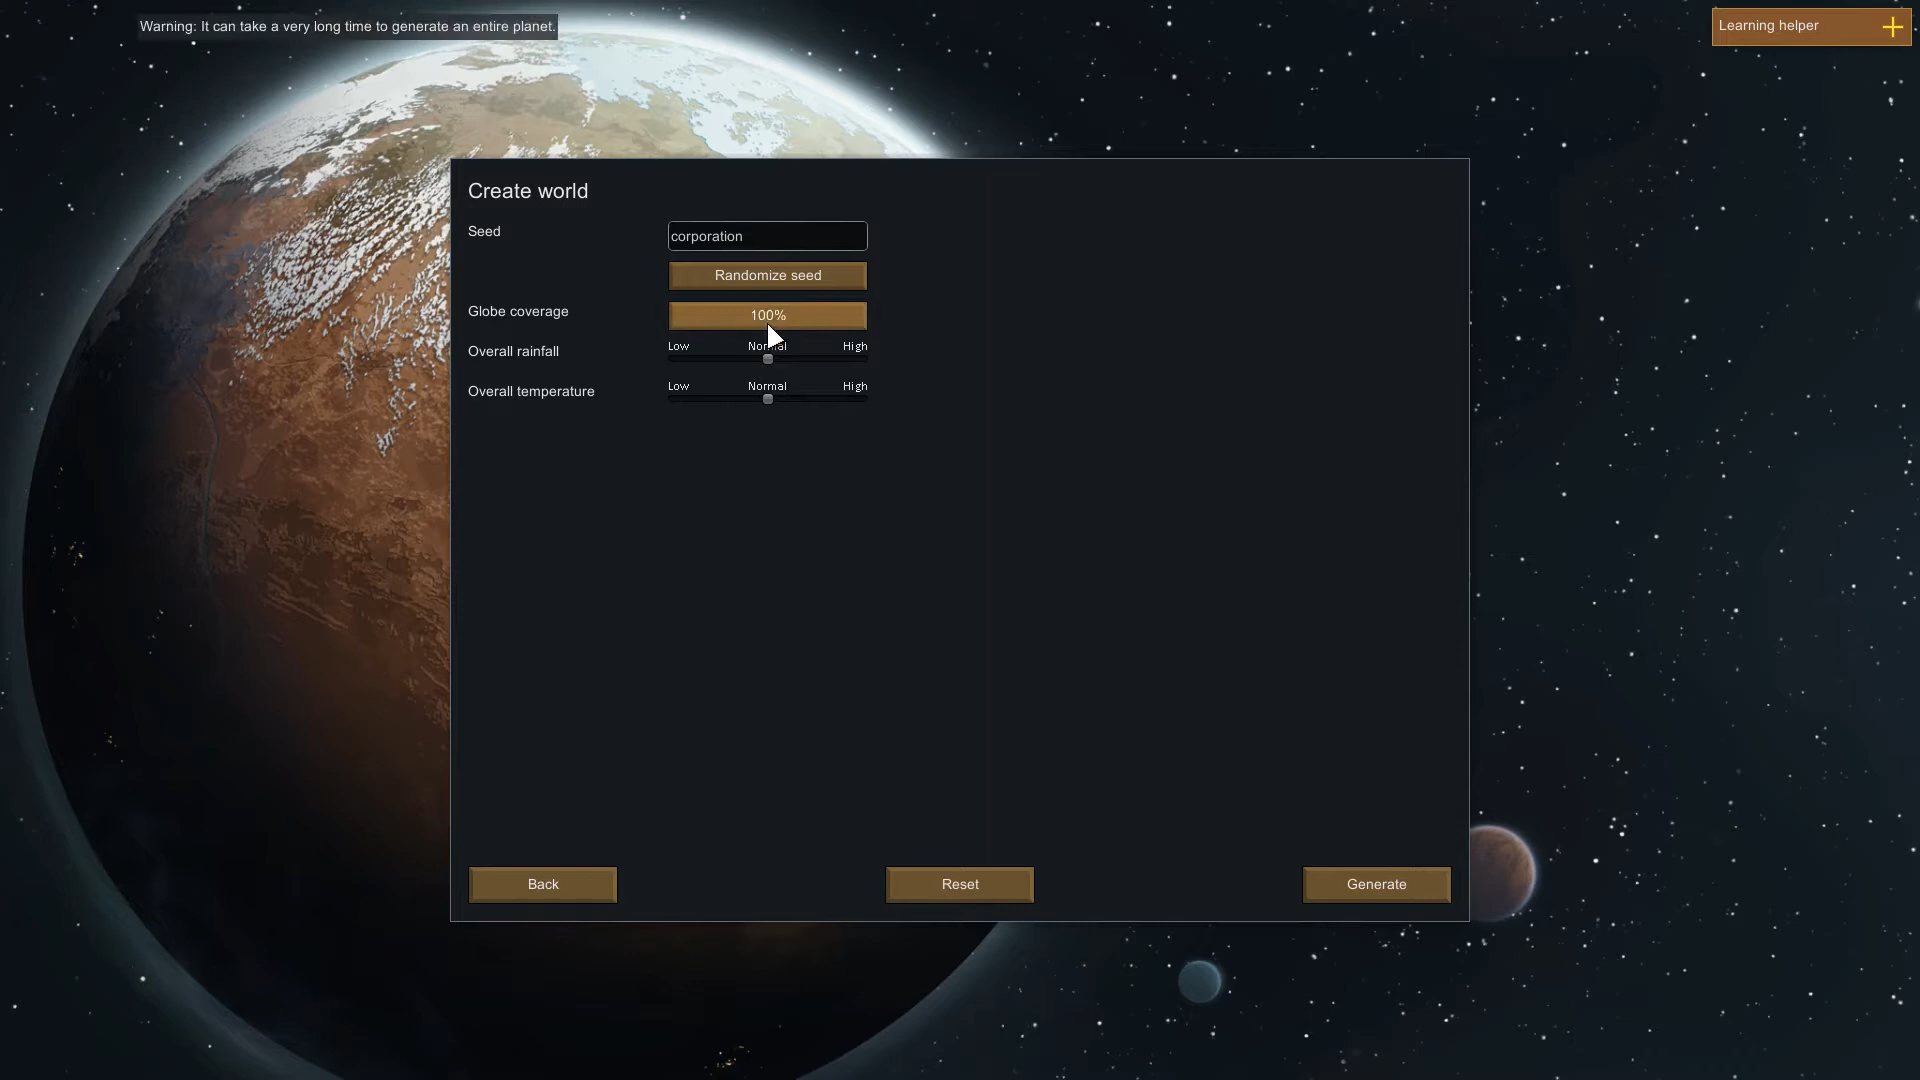 Warning: It can take a very long time to generate an entire planet.
Learning helper
Create world
Seed
corporation
Randomize seed
Globe coverage
100%
Overall rainfall
Low Normal High
Overall temperature
Low Normal High
Back
Reset
Generate